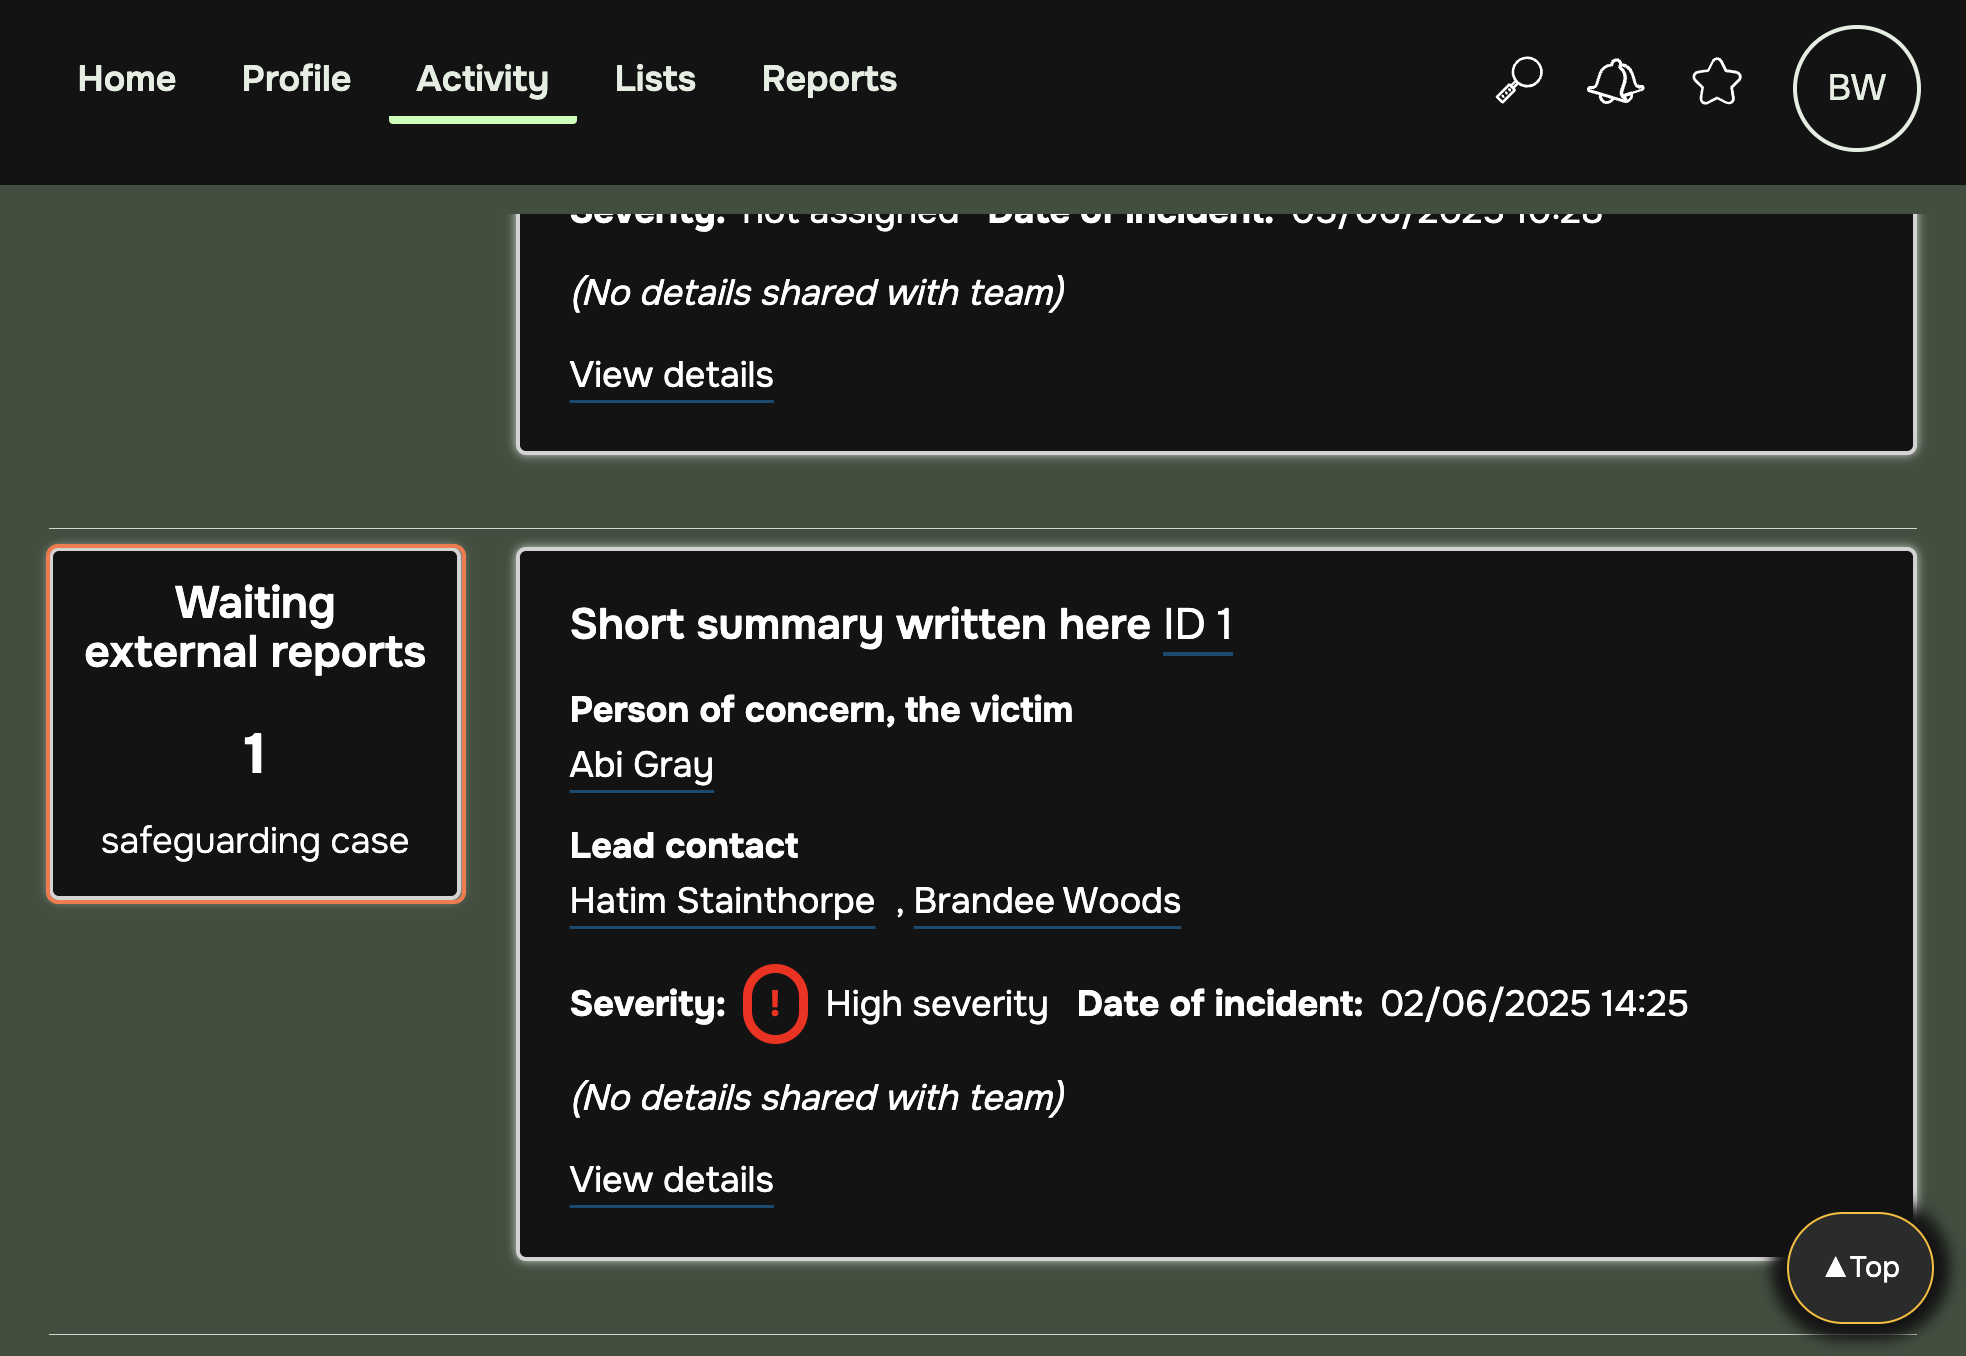 Home Profile Activity Lists Reports BW
Severity: not assigned Date of incident: 05/06/2025 10:28
(No details shared with team)
View details
Waiting
external reports
1
safeguarding case
Short summary written here ID 1
Person of concern, the victim
Abi Gray
Lead contact
Hatim Stainthorpe , Brandee Woods
Severity: ! High severity Date of incident: 02/06/2025 14:25
(No details shared with team)
View details
▲Top